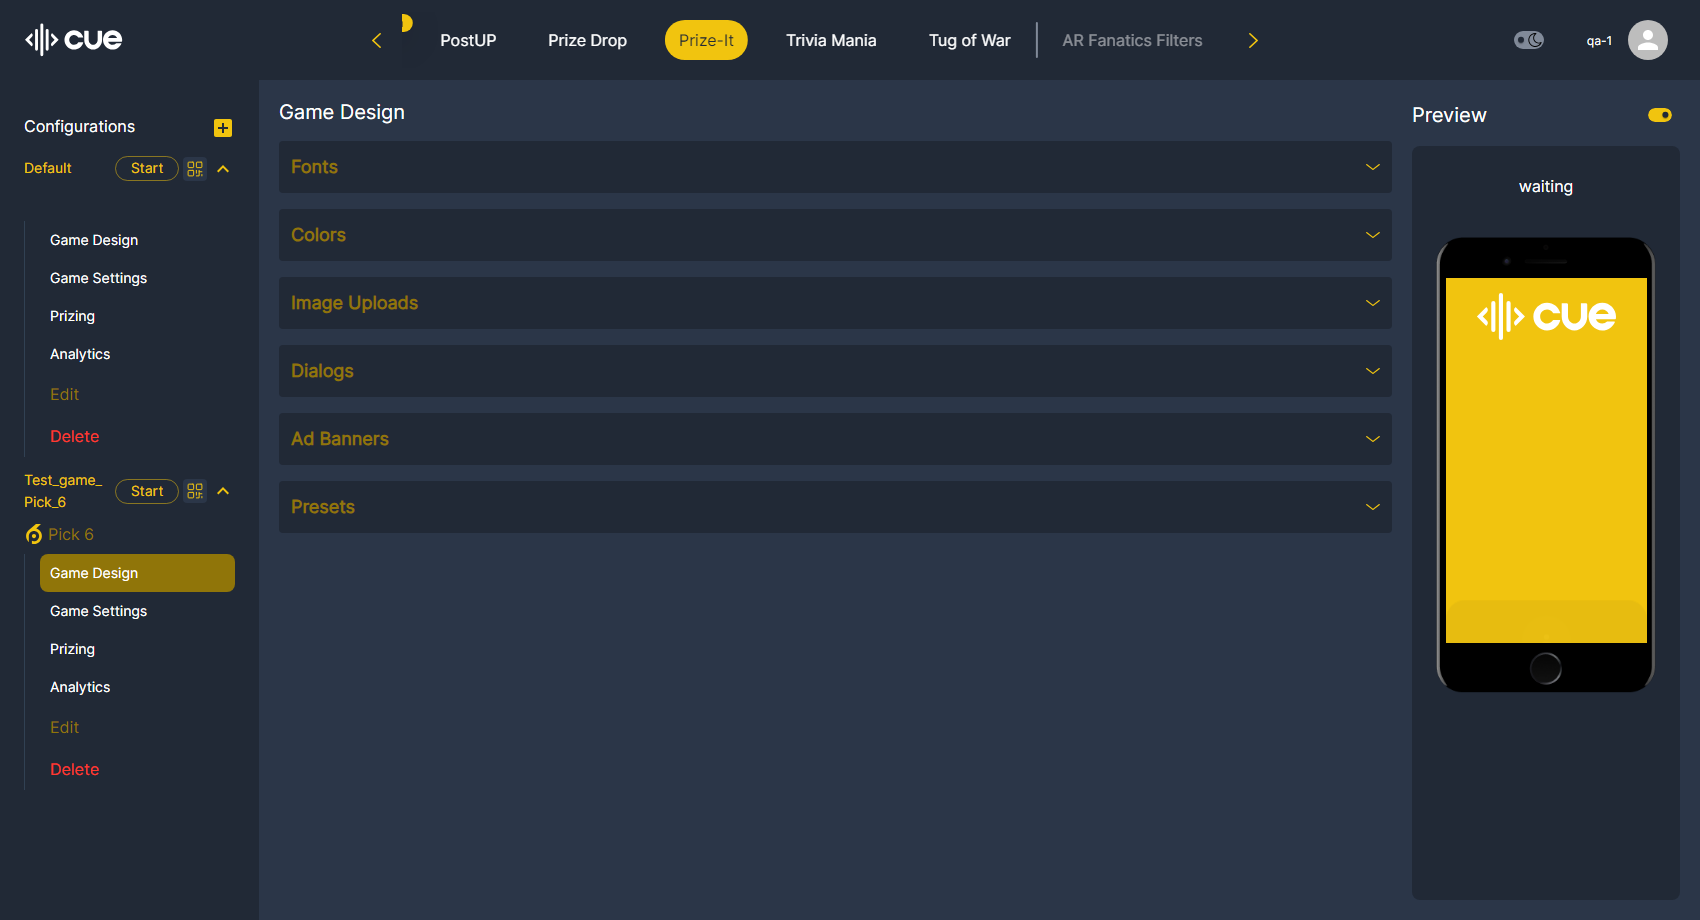 cue
PostUP
Prize Drop
Prize-It
Trivia Mania
Tug of War
AR Fanatics Filters
qa-1
Configurations
Default
Start
Game Design
Game Settings
Prizing
Analytics
Edit
Delete
Test_game_
Pick_6
Start
Pick 6
Game Design
Game Settings
Prizing
Analytics
Edit
Delete
Game Design
Fonts
Colors
Image Uploads
Dialogs
Ad Banners
Presets
Preview
waiting
cue